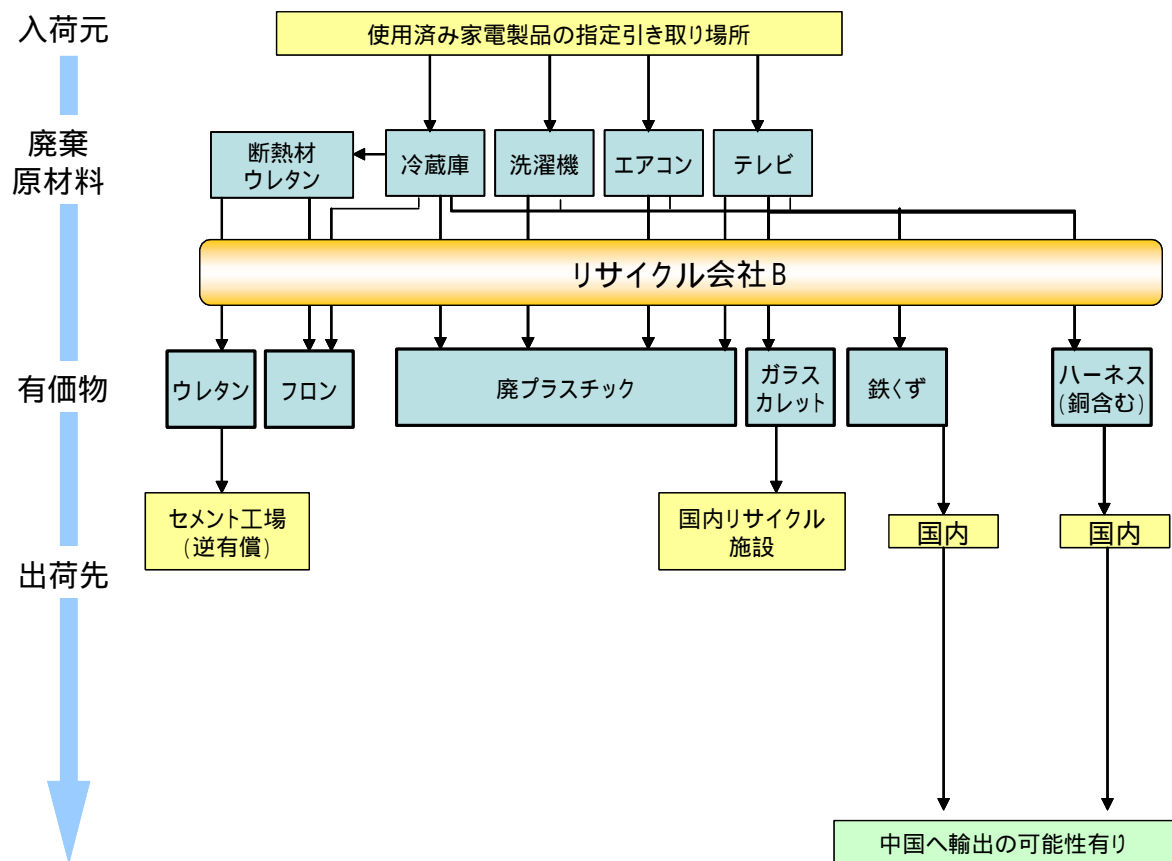 入荷元
使用済み家電製品の指定引き取り場所
廃棄
原材料
断熱材
ウレタン
冷蔵庫
洗濯機
エアコン
テレビ
リサイクル会社B
有価物
ウレタン
フロン
廃プラスチック
ガラス
カレット
鉄くず
ハーネス
(銅含む)
出荷先
セメント工場
(逆有償)
国内リサイクル
施設
国内
国内
中国へ輸出の可能性有り